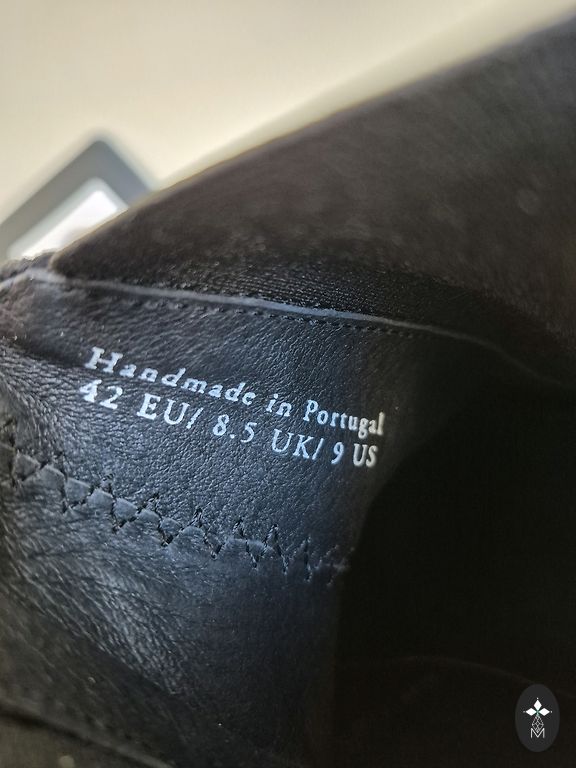 Handmade in Portugal
42 EU/ 8.5 UK/ 9 US
M